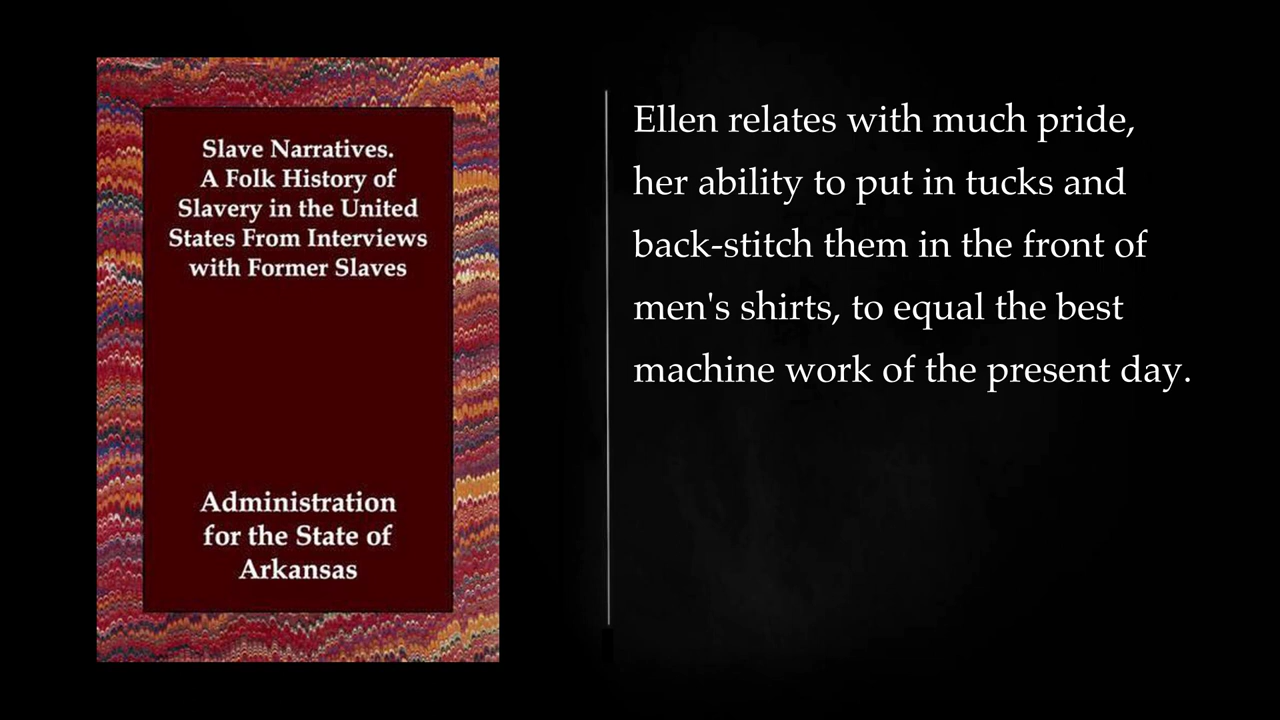 Slave Narratives.
A Folk History of
Slavery in the United
States From Interviews
with Former Slaves
Administration
for the State of
Arkansas
Ellen relates with much pride,
her ability to put in tucks and
back-stitch them in the front of
men's shirts, to equal the best
machine work of the present day.